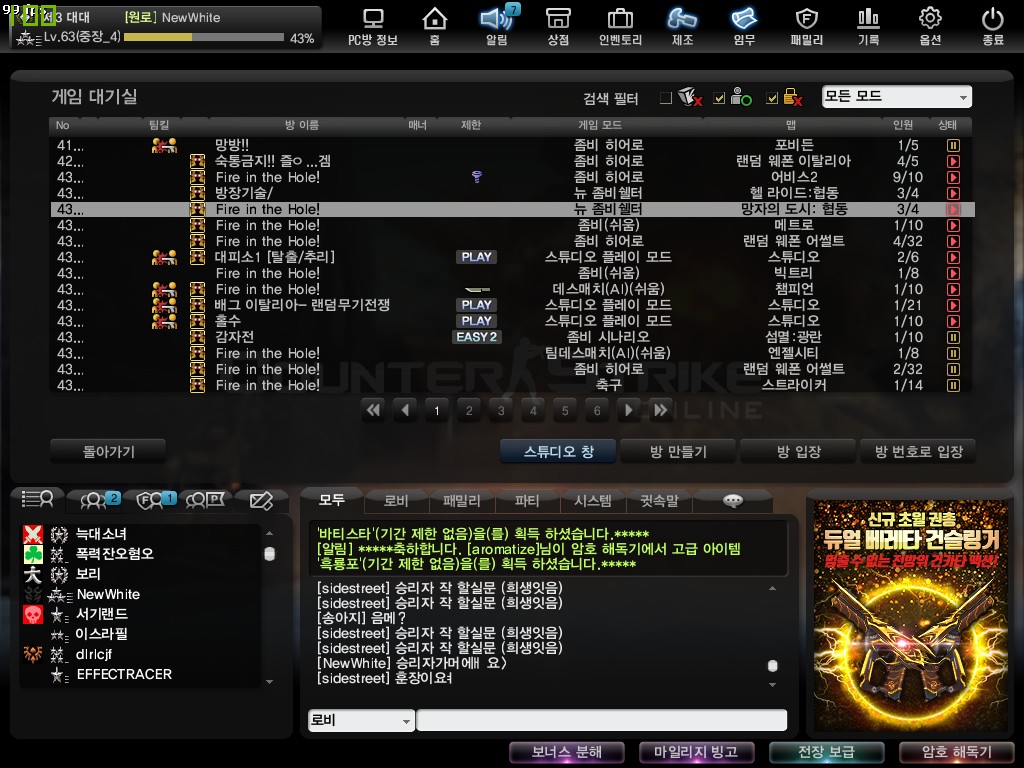 제3 대대 [원로] NewWhite
Lv.63(중장_4) 43%
PC방 정보 홈 알림 7 상점 인벤토리 제조 임무 패밀리 기록 옵션 종료
게임 대기실
검색 필터 모든 모드
No 팀킬 방 이름 매너 제한 게임 모드 맵 인원 상태
41... 망방!! 좀비 히어로 포비든 1/5
42... 숙통금지!! 즐ㅇ ...겜 좀비 히어로 랜덤 웨폰 이탈리아 4/5
43... Fire in the Hole! 좀비 히어로 어비스2 9/10
43... 방장기술/ 뉴 좀비쉘터 헬 라이드:협동 3/4
43... Fire in the Hole! 뉴 좀비쉘터 망자의 도시: 협동 3/4
43... Fire in the Hole! 좀비(쉬움) 메트로 1/10
43... Fire in the Hole! 좀비 히어로 랜덤 웨폰 어썰트 4/32
43... 대피소1 [탈출/추리] PLAY 스튜디오 플레이 모드 스튜디오 2/6
43... Fire in the Hole! 좀비(쉬움) 빅트리 1/8
43... Fire in the Hole! 데스매치(AI)(쉬움) 챔피언 1/10
43... 배그 이탈리아- 랜덤무기전쟁 PLAY 스튜디오 플레이 모드 스튜디오 1/21
43... 홀수 PLAY 스튜디오 플레이 모드 스튜디오 1/10
43... 감자전 EASY 2 좀비 시나리오 심멸:광란 1/10
43... Fire in the Hole! 팀데스매치(AI)(쉬움) 엔젤시티 1/8
43... Fire in the Hole! 좀비 히어로 랜덤 웨폰 어썰트 2/32
43... Fire in the Hole! 축구 스트라이커 1/14
1 2 3 4 5 6
돌아가기 스튜디오 창 방 만들기 방 입장 방 번호로 입장
2 1
모두 로비 패밀리 파티 시스템 귓속말
늑대소녀
폭력잔오혐오
보리
NewWhite
서기랜드
이스라필
dlrlcjf
EFFECTRACER
'바티스타'(기간 제한 없음)을(를) 획득 하셨습니다.*****
[알림] *****축하합니다. [aromatize]님이 암호 해독기에서 고급 아이템
'흑룡포'(기간 제한 없음)을(를) 획득 하셨습니다.*****
[sidestreet] 승리자 작 할실문 (희생잇음)
[sidestreet] 승리자 작 할실문 (희생잇음)
[송아지] 음메?
[sidestreet] 승리자 작 할실문 (희생잇음)
[sidestreet] 승리자 작 할실문 (희생잇음)
[NewWhite] 승리자가머에ㅐ 요>
[sidestreet] 훈장이요ㅕ
로비
신규 초월 권총
듀얼 베레타 건슬링거
멈출 수 없는 전방위 건카타 액션!
보너스 분해 마일리지 빙고 전장 보급 암호 해독기